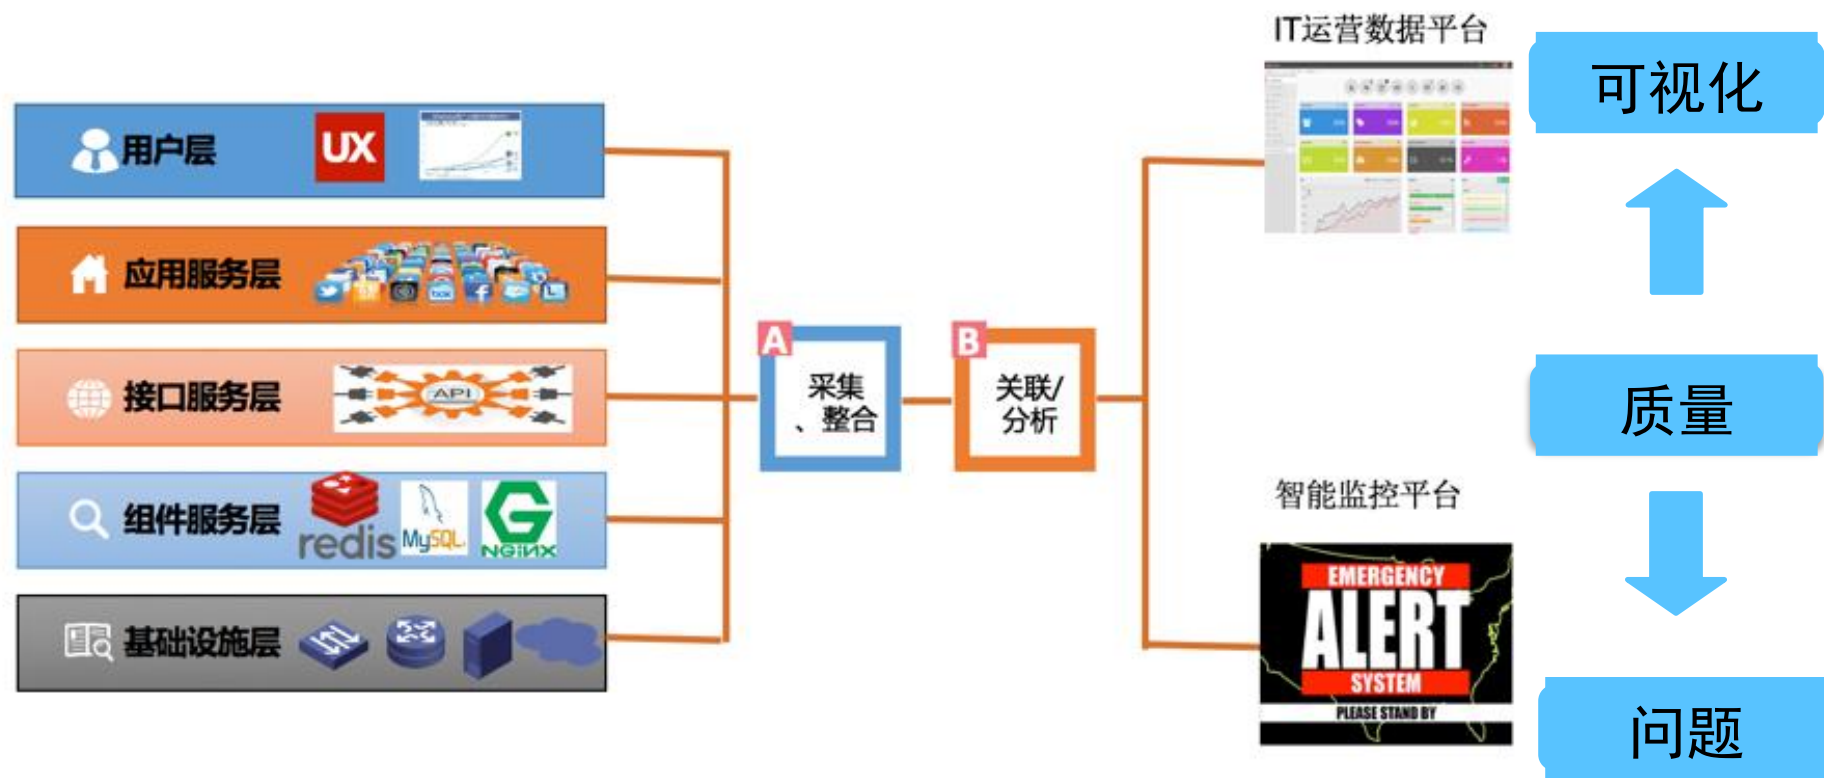 IT运营数据平台
可视化
用户层
UX
应用服务层
box
f
L
接口服务层
API
A
采集
、整合
B
关联/
分析
质量
组件服务层
redis
MySQL
NGiNX
智能监控平台
EMERGENCY
ALERT
SYSTEM
PLEASE STAND BY
基础设施层
问题